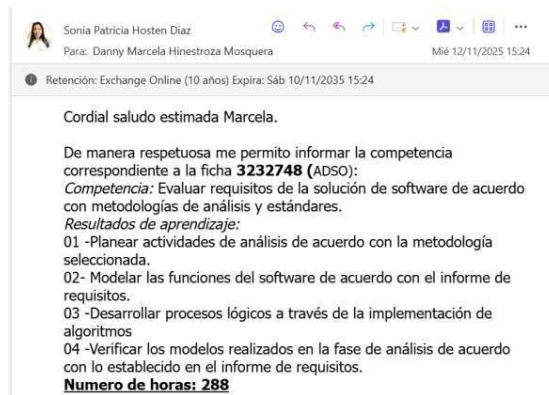 Sonia Patricia Hosten Diaz
Para: Danny Marcela Hinestroza Mosquera
Mié 12/11/2025 15:24
Retención: Exchange Online (10 años) Expira: Sáb 10/11/2035 15:24
Cordial saludo estimada Marcela.
De manera respetuosa me permito informar la competencia
correspondiente a la ficha 3232748 (ADSO):
Competencia: Evaluar requisitos de la solución de software de acuerdo
con metodologías de análisis y estándares.
Resultados de aprendizaje:
01 -Planear actividades de análisis de acuerdo con la metodología
seleccionada.
02- Modelar las funciones del software de acuerdo con el informe de
requisitos.
03 -Desarrollar procesos lógicos a través de la implementación de
algoritmos
04 -Verificar los modelos realizados en la fase de análisis de acuerdo
con lo establecido en el informe de requisitos.
Numero de horas: 288